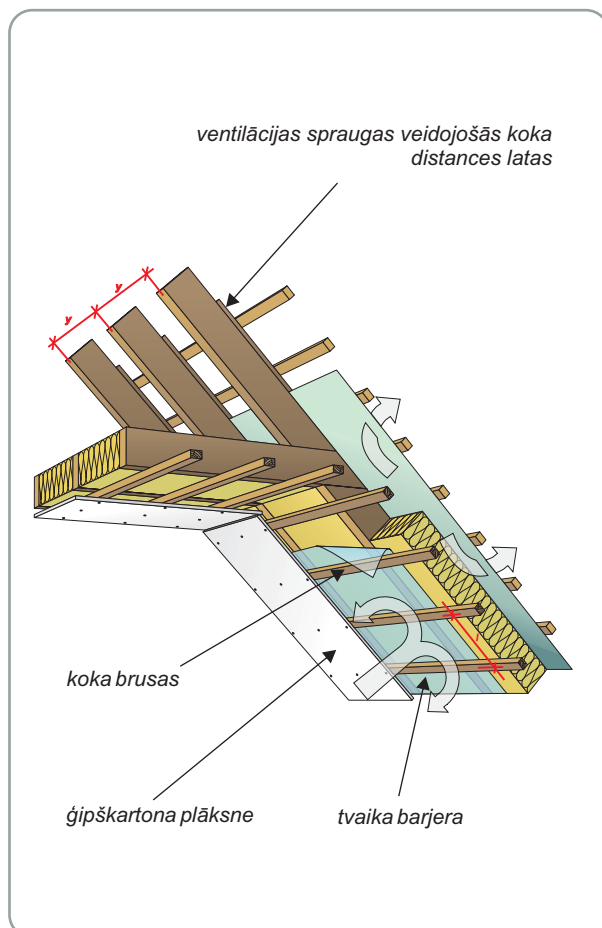 ventilācijas spraugas veidojošās koka
distances latas
y
y
koka brusas
ģipškartona plāksne
tvaika barjera